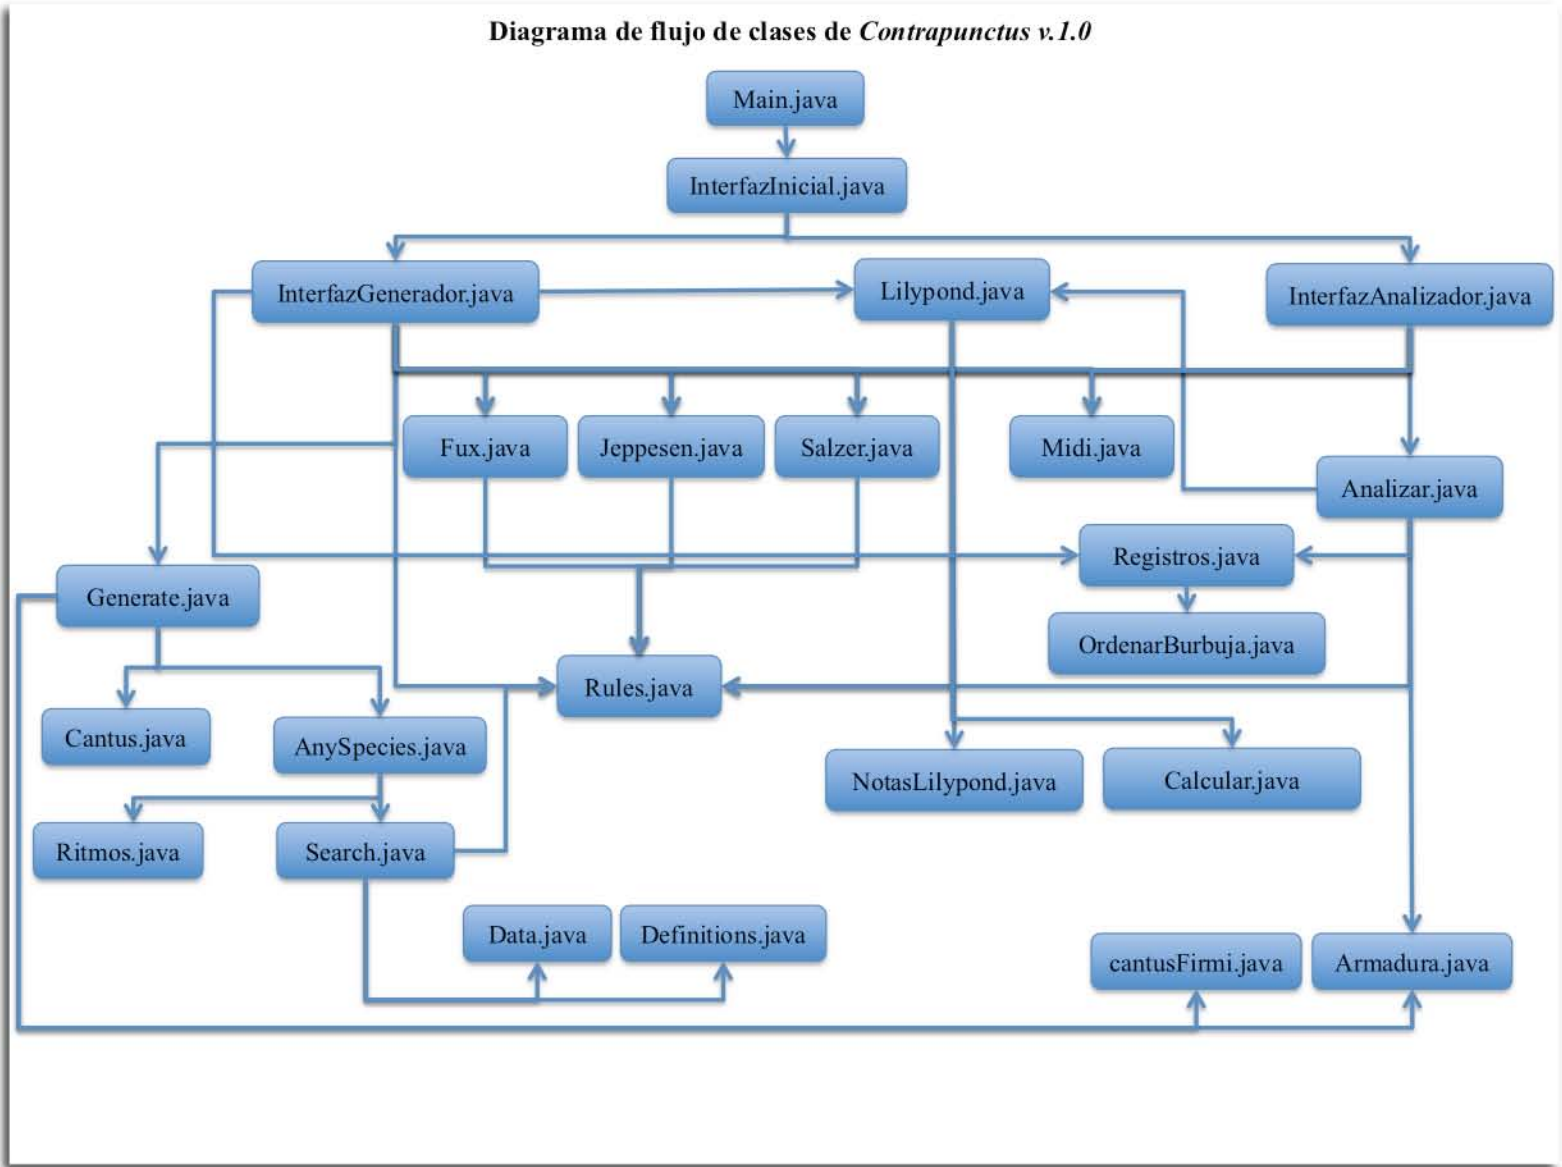 Diagrama de flujo de clases de Contrapunctus v.1.0
Main.java
InterfazInicial.java
InterfazGenerador.java
Lilypond.java
InterfazAnalizador.java
Fux.java
Jeppesen.java
Salzer.java
Midi.java
Analizar.java
Registros.java
Generate.java
OrdenarBurbuja.java
Rules.java
Cantus.java
AnySpecies.java
NotasLilypond.java
Calcular.java
Ritmos.java
Search.java
Data.java
Definitions.java
cantusFirmi.java
Armadura.java